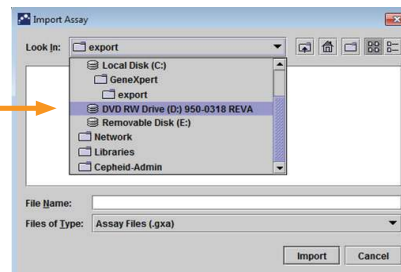 Import Assay
Look In: export
Local Disk (C:)
GeneXpert
export
DVD RW Drive (D:) 950-0318 REVA
Removable Disk (E:)
Network
Libraries
Cepheid-Admin
File Name:
Files of Type: Assay Files (.gxa)
Import Cancel